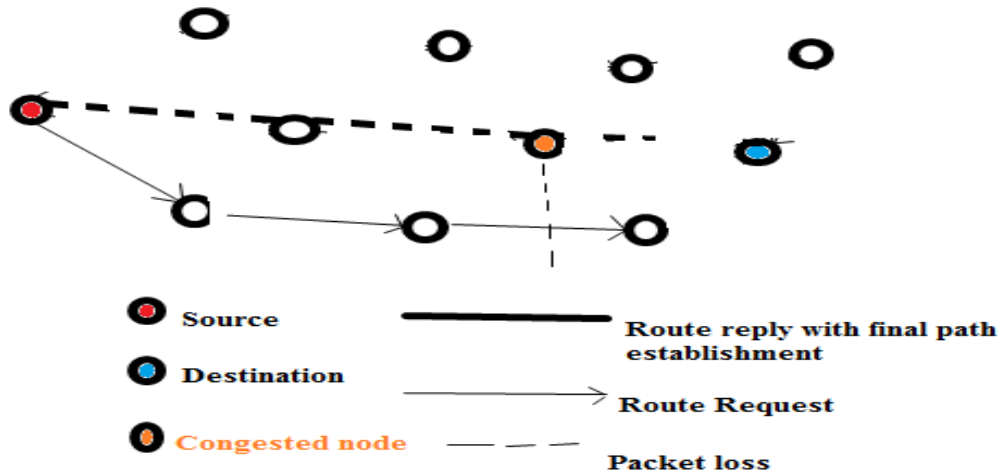 Source
Route reply with final path
establishment
Destination
Route Request
Congested node
Packet loss